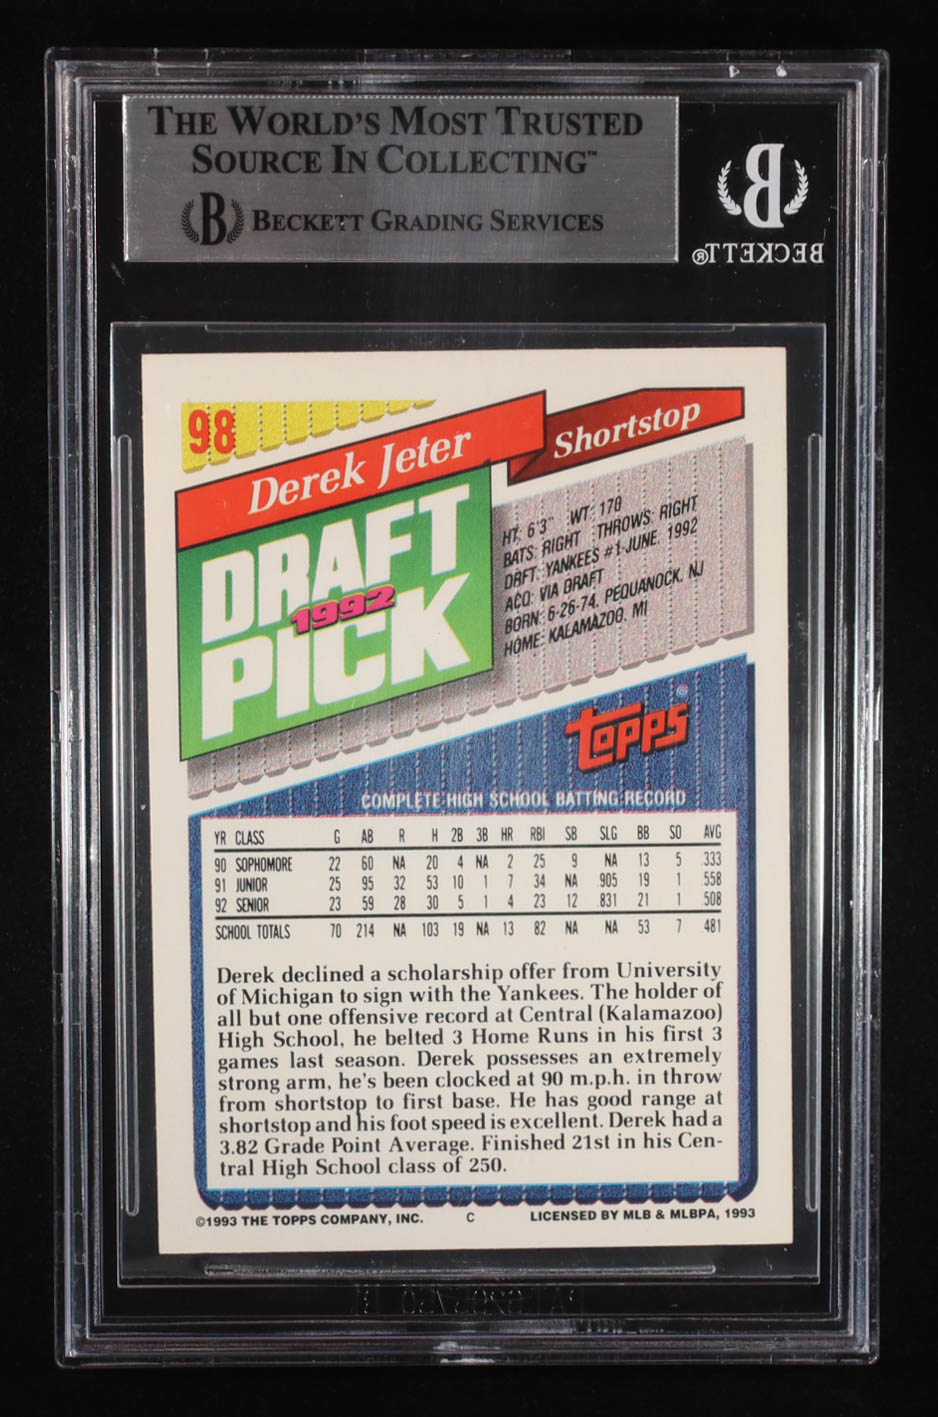 THE WORLD'S MOST TRUSTED
SOURCE IN COLLECTING™
B BECKETT GRADING SERVICES
B
BECKETT®
98
Derek Jeter
Shortstop
DRAFT
1992
PICK
HT: 6'3" WT: 178
BATS: RIGHT THROWS: RIGHT
DRFT: YANKEES #1-JUNE, 1992
ACQ: VIA DRAFT
BORN: 6-26-74, PEQUANOCK, NJ
HOME: KALAMAZOO, MI
topps®
COMPLETE HIGH SCHOOL BATTING RECORD
YR CLASS G AB R H 2B 3B HR RBI SB SLG BB SO AVG
90 SOPHOMORE 22 60 NA 20 4 NA 2 25 9 NA 13 5 .333
91 JUNIOR 25 95 32 53 10 1 7 34 NA .905 19 1 .558
92 SENIOR 23 59 28 30 5 1 4 23 12 .831 21 1 .508
SCHOOL TOTALS 70 214 NA 103 19 NA 13 82 NA NA 53 7 .481
Derek declined a scholarship offer from University
of Michigan to sign with the Yankees. The holder of
all but one offensive record at Central (Kalamazoo)
High School, he belted 3 Home Runs in his first 3
games last season. Derek possesses an extremely
strong arm, he's been clocked at 90 m.p.h. in throw
from shortstop to first base. He has good range at
shortstop and his foot speed is excellent. Derek had a
3.82 Grade Point Average. Finished 21st in his Cen-
tral High School class of 250.
©1993 THE TOPPS COMPANY, INC. C LICENSED BY MLB & MLBPA, 1993